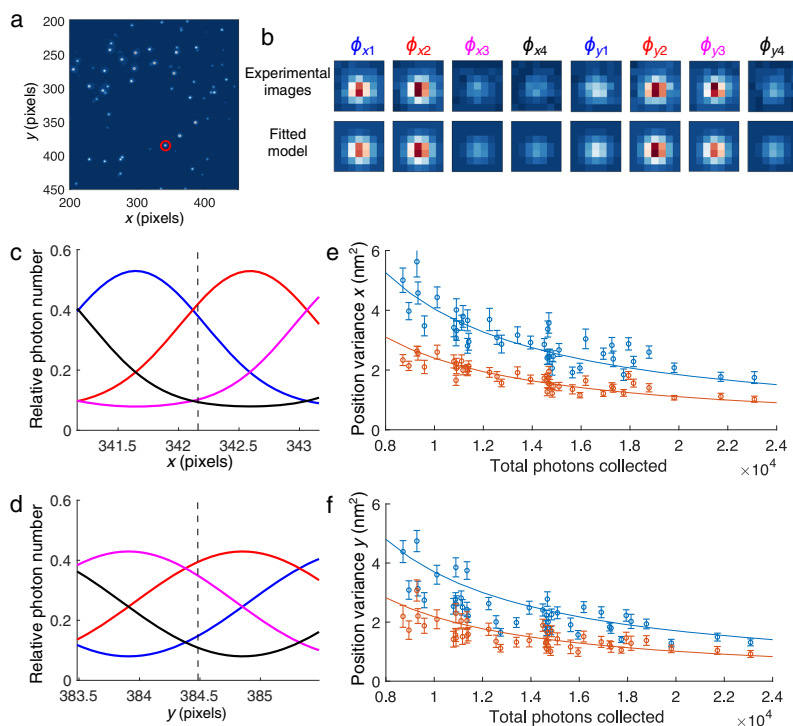 a
200
250
300
350
400
450
y (pixels)
200
300
400
x (pixels)
b
ϕx1 ϕx2 ϕx3 ϕx4 ϕy1 ϕy2 ϕy3 ϕy4
Experimental
images
Fitted
model
c
Relative photon number
0.6
0.4
0.2
0
341.5 342 342.5 343
x (pixels)
d
Relative photon number
0.6
0.4
0.2
0
383.5 384 384.5 385
y (pixels)
e
Position variance x (nm²)
6
4
2
0
0.8 1 1.2 1.4 1.6 1.8 2 2.2 2.4
Total photons collected
×10⁴
f
Position variance y (nm²)
6
4
2
0
0.8 1 1.2 1.4 1.6 1.8 2 2.2 2.4
Total photons collected
×10⁴